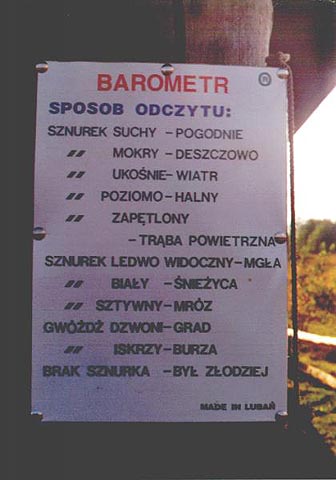 BAROMETR ®
SPOSOB ODCZYTU:
SZNUREK SUCHY – POGODNIE
〃 MOKRY – DESZCZOWO
〃 UKOŚNIE – WIATR
〃 POZIOMO – HALNY
〃 ZAPĘTLONY
– TRĄBA POWIETRZNA
SZNUREK LEDWO WIDOCZNY – MGŁA
〃 BIAŁY – ŚNIEŻYCA
〃 SZTYWNY – MRÓZ
GWÓŹDŹ DZWONI – GRAD
〃 ISKRZY – BURZA
BRAK SZNURKA – BYŁ ZŁODZIEJ
MADE IN LUBAŃ